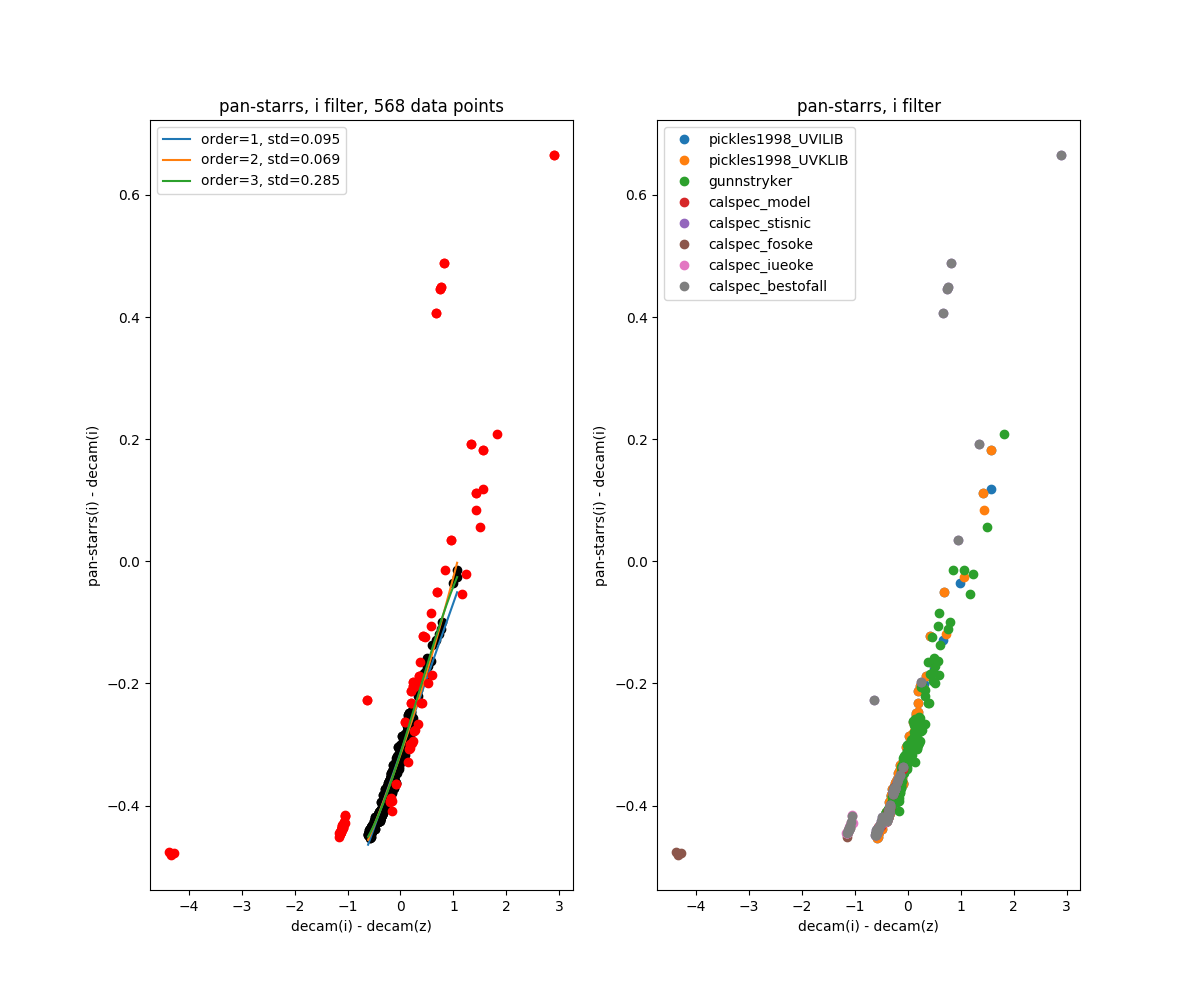 pan-starrs, i filter, 568 data points
order=1, std=0.095
order=2, std=0.069
order=3, std=0.285
0.6
0.4
0.2
0.0
−0.2
−0.4
pan-starrs(i) - decam(i)
−4
−3
−2
−1
0
1
2
3
decam(i) - decam(z)
pan-starrs, i filter
pickles1998_UVILIB
pickles1998_UVKLIB
gunnstryker
calspec_model
calspec_stisnic
calspec_fosoke
calspec_iueoke
calspec_bestofall
0.6
0.4
0.2
0.0
−0.2
−0.4
pan-starrs(i) - decam(i)
−4
−3
−2
−1
0
1
2
3
decam(i) - decam(z)